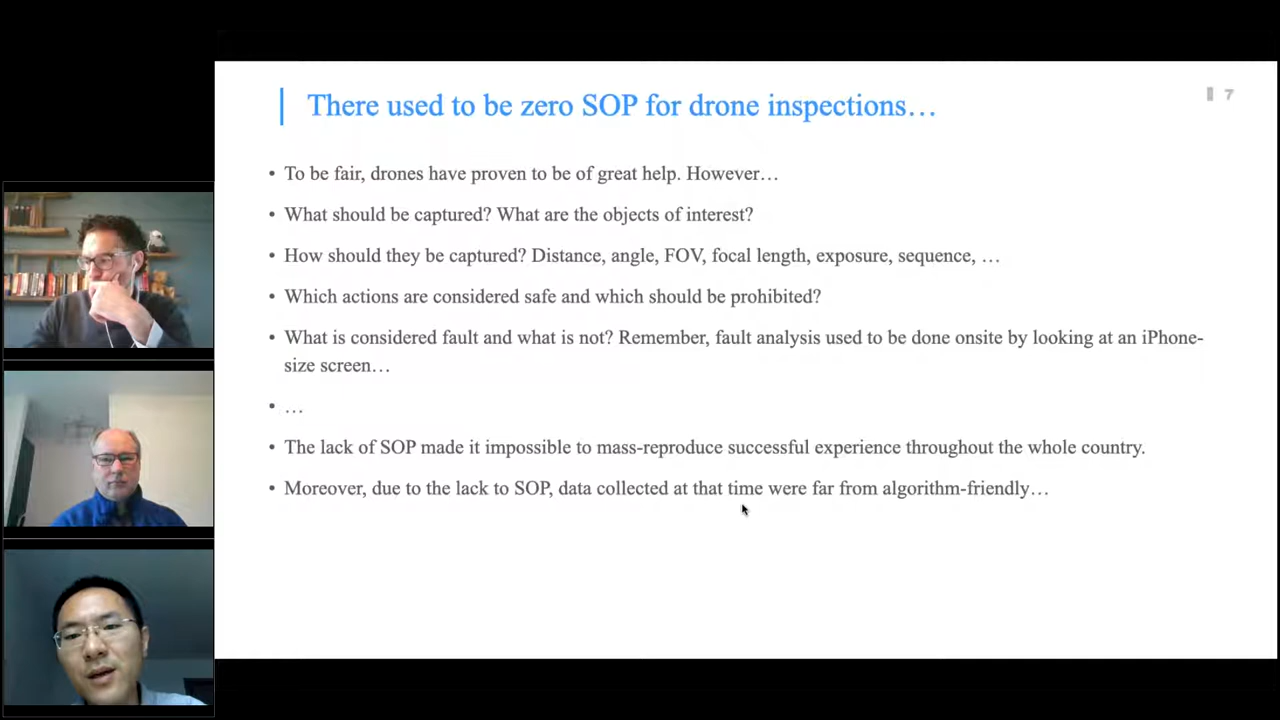 There used to be zero SOP for drone inspections…
7
• To be fair, drones have proven to be of great help. However…
• What should be captured? What are the objects of interest?
• How should they be captured? Distance, angle, FOV, focal length, exposure, sequence, …
• Which actions are considered safe and which should be prohibited?
• What is considered fault and what is not? Remember, fault analysis used to be done onsite by looking at an iPhone-
size screen…
• …
• The lack of SOP made it impossible to mass-reproduce successful experience throughout the whole country.
• Moreover, due to the lack to SOP, data collected at that time were far from algorithm-friendly…